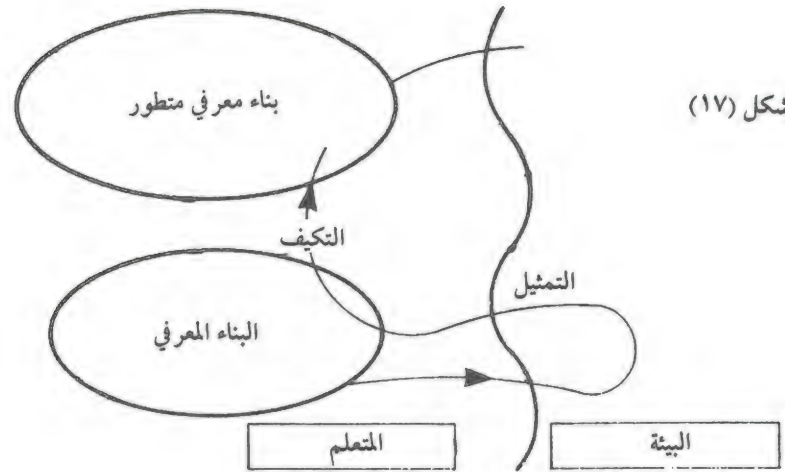 بناء معرفي متطور
شكل (١٧)
التكيف
التمثيل
البناء المعرفي
المتعلم
البيئة